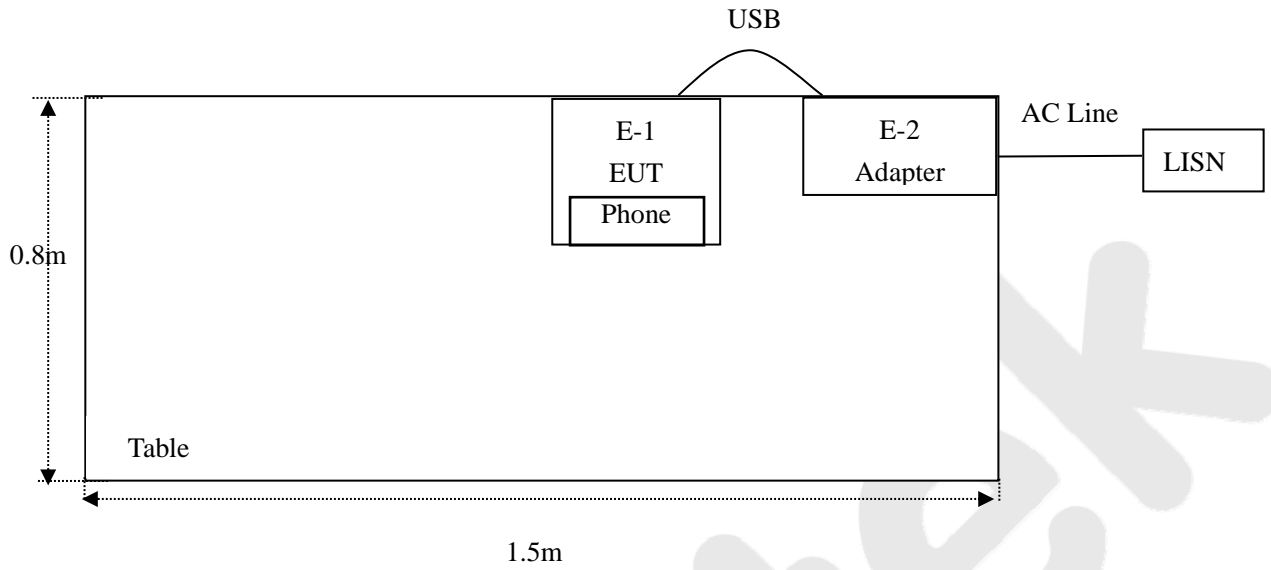 USB
AC Line
E-1
EUT
Phone
E-2
Adapter
LISN
0.8m
Table
1.5m